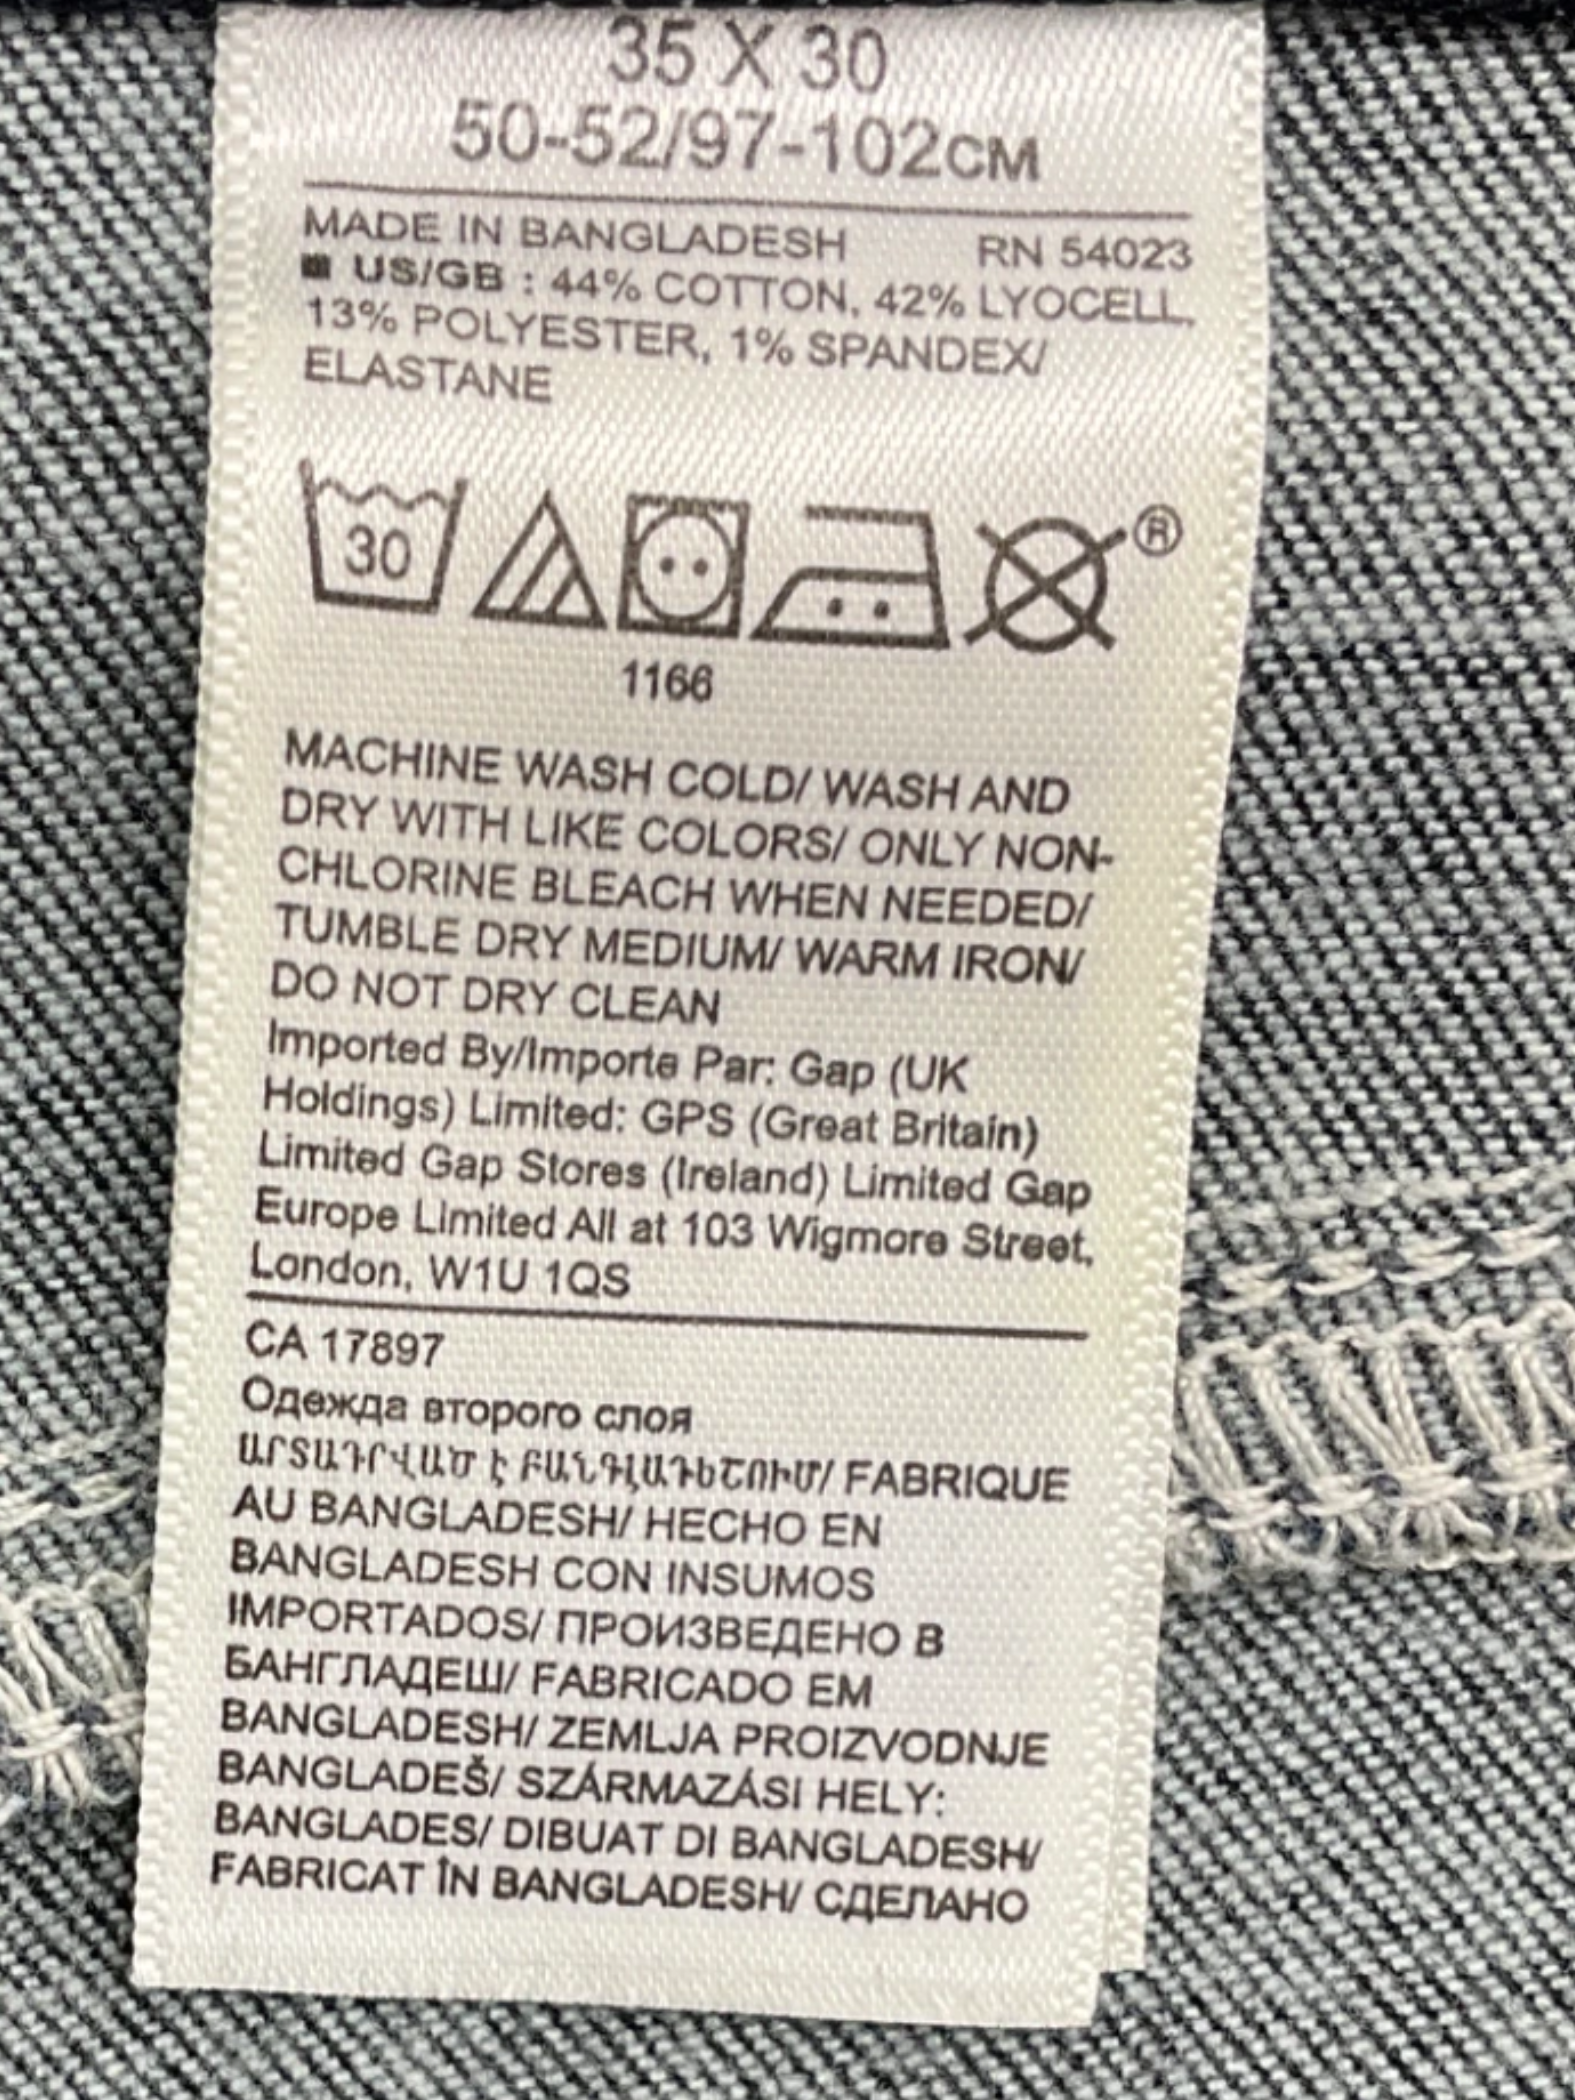 35 X 30
50-52/97-102CM
MADE IN BANGLADESH RN 54023
US/GB : 44% COTTON, 42% LYOCELL,
13% POLYESTER, 1% SPANDEX/
ELASTANE
30
®
1166
MACHINE WASH COLD/ WASH AND
DRY WITH LIKE COLORS/ ONLY NON-
CHLORINE BLEACH WHEN NEEDED/
TUMBLE DRY MEDIUM/ WARM IRON/
DO NOT DRY CLEAN
Imported By/Importe Par: Gap (UK
Holdings) Limited: GPS (Great Britain)
Limited Gap Stores (Ireland) Limited Gap
Europe Limited All at 103 Wigmore Street,
London, W1U 1QS
CA 17897
Одежда второго слоя
ԱՐՏԱԴՐՎԱԾ Է ԲԱՆԳԼԱԴԵՇՈՒՄ/ FABRIQUE
AU BANGLADESH/ HECHO EN
BANGLADESH CON INSUMOS
IMPORTADOS/ ПРОИЗВЕДЕНО В
БАНГЛАДЕШ/ FABRICADO EM
BANGLADESH/ ZEMLJA PROIZVODNJE
BANGLADEŠ/ SZÁRMAZÁSI HELY:
BANGLADES/ DIBUAT DI BANGLADESH/
FABRICAT ÎN BANGLADESH/ СДЕЛАНО